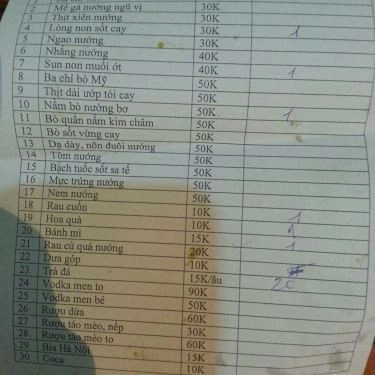 2 Mề gà nướng ngũ vị 30K
3 Thịt xiên nướng 30K
4 Lòng non sốt cay 30K 1
5 Ngao nướng 30K
6 Nhắng nướng 40K
7 Sụn non muối ớt 40K 1
8 Ba chỉ bò Mỹ 50K
9 Thịt dải ướp tỏi cay 50K
10 Nầm bò nướng bơ 50K 1
11 Bò quấn nấm kim châm 50K
12 Bò sốt vừng cay 50K
13 Dạ dày, nõn đuôi nướng 50K
14 Tôm nướng 50K
15 Bạch tuộc sốt sa tế 50K
16 Mực trứng nướng 50K
17 Nem nướng 50K
18 Rau cuốn 10K
19 Hoa quả 10K 1
20 Bánh mì 15K 1
21 Rau củ quả nướng 20K 1
22 Dưa góp 10K
23 Trà đá 15K/ấu
24 Vodka men to 90K
25 Vodka men bé 50K
26 Rượu dừa 60K
27 Rượu táo mèo, nếp 30K
28 Rượu táo mèo to 60K
29 Bia Hà Nội 15K
30 Coca 10K